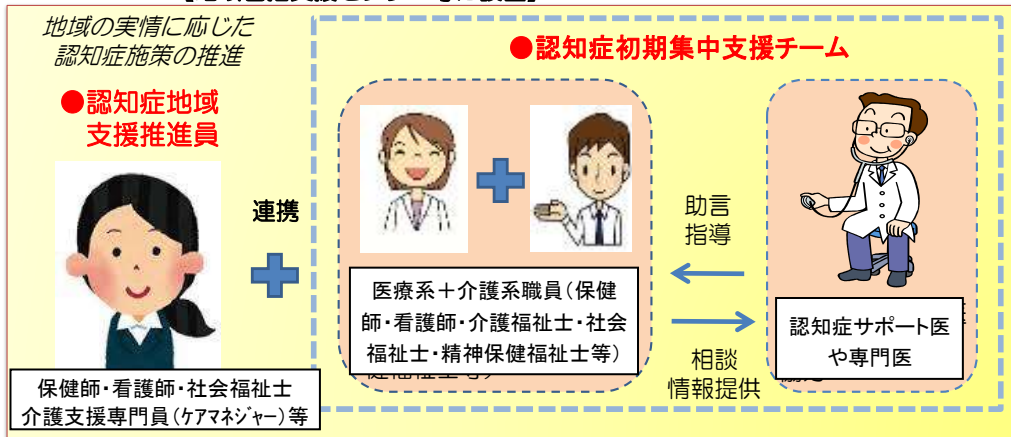 地域の実情に応じた
認知症施策の推進
●認知症地域
支援推進員
保健師・看護師・社会福祉士
介護支援専門員(ケアマネジャー)等
連携
●認知症初期集中支援チーム
医療系＋介護系職員(保健
師・看護師・介護福祉士・社会
福祉士・精神保健福祉士等)
助言
指導
相談
情報提供
認知症サポート医
や専門医